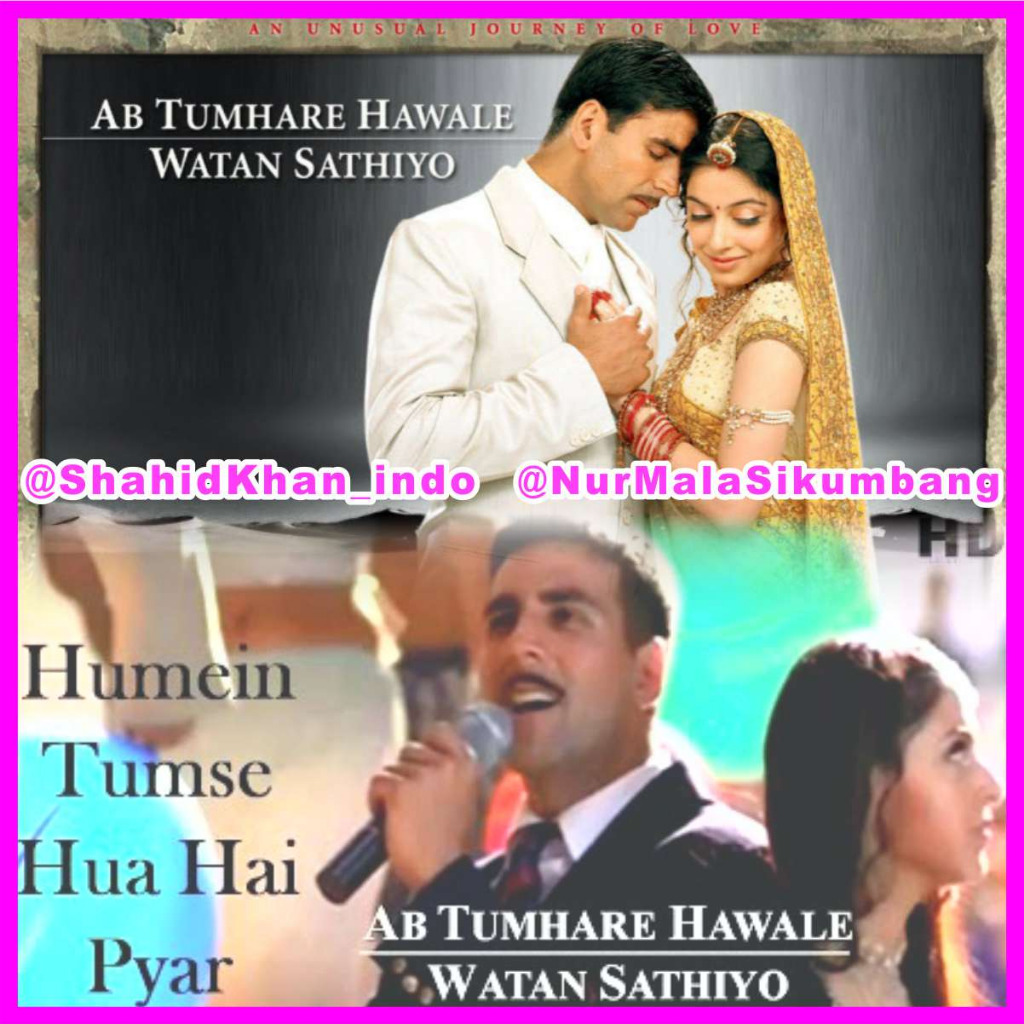 AN UNUSUAL JOURNEY OF LOVE
AB TUMHARE HAWALE
WATAN SATHIYO
@ShahidKhan_indo @NurMalaSikumbang
HD
Humein
Tumse
Hua Hai
Pyar
AB TUMHARE HAWALE
WATAN SATHIYO